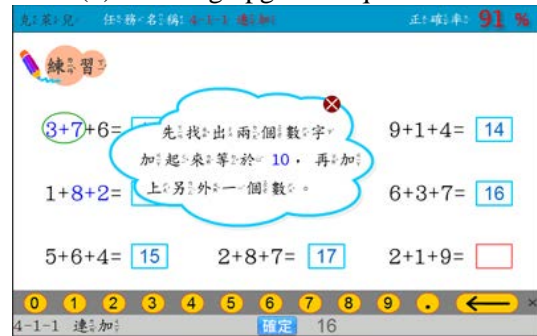 克萊兒 任務名稱: 4-1-1 連加 正確率: 91 %
練習
3+7+6=
先找出兩個數字
加起來等於 10，再加
上另外一個數。
9+1+4= 14
1+8+2=
6+3+7= 16
5+6+4= 15
2+8+7= 17
2+1+9=
0 1 2 3 4 5 6 7 8 9 . ←
4-1-1 連加 確定 16